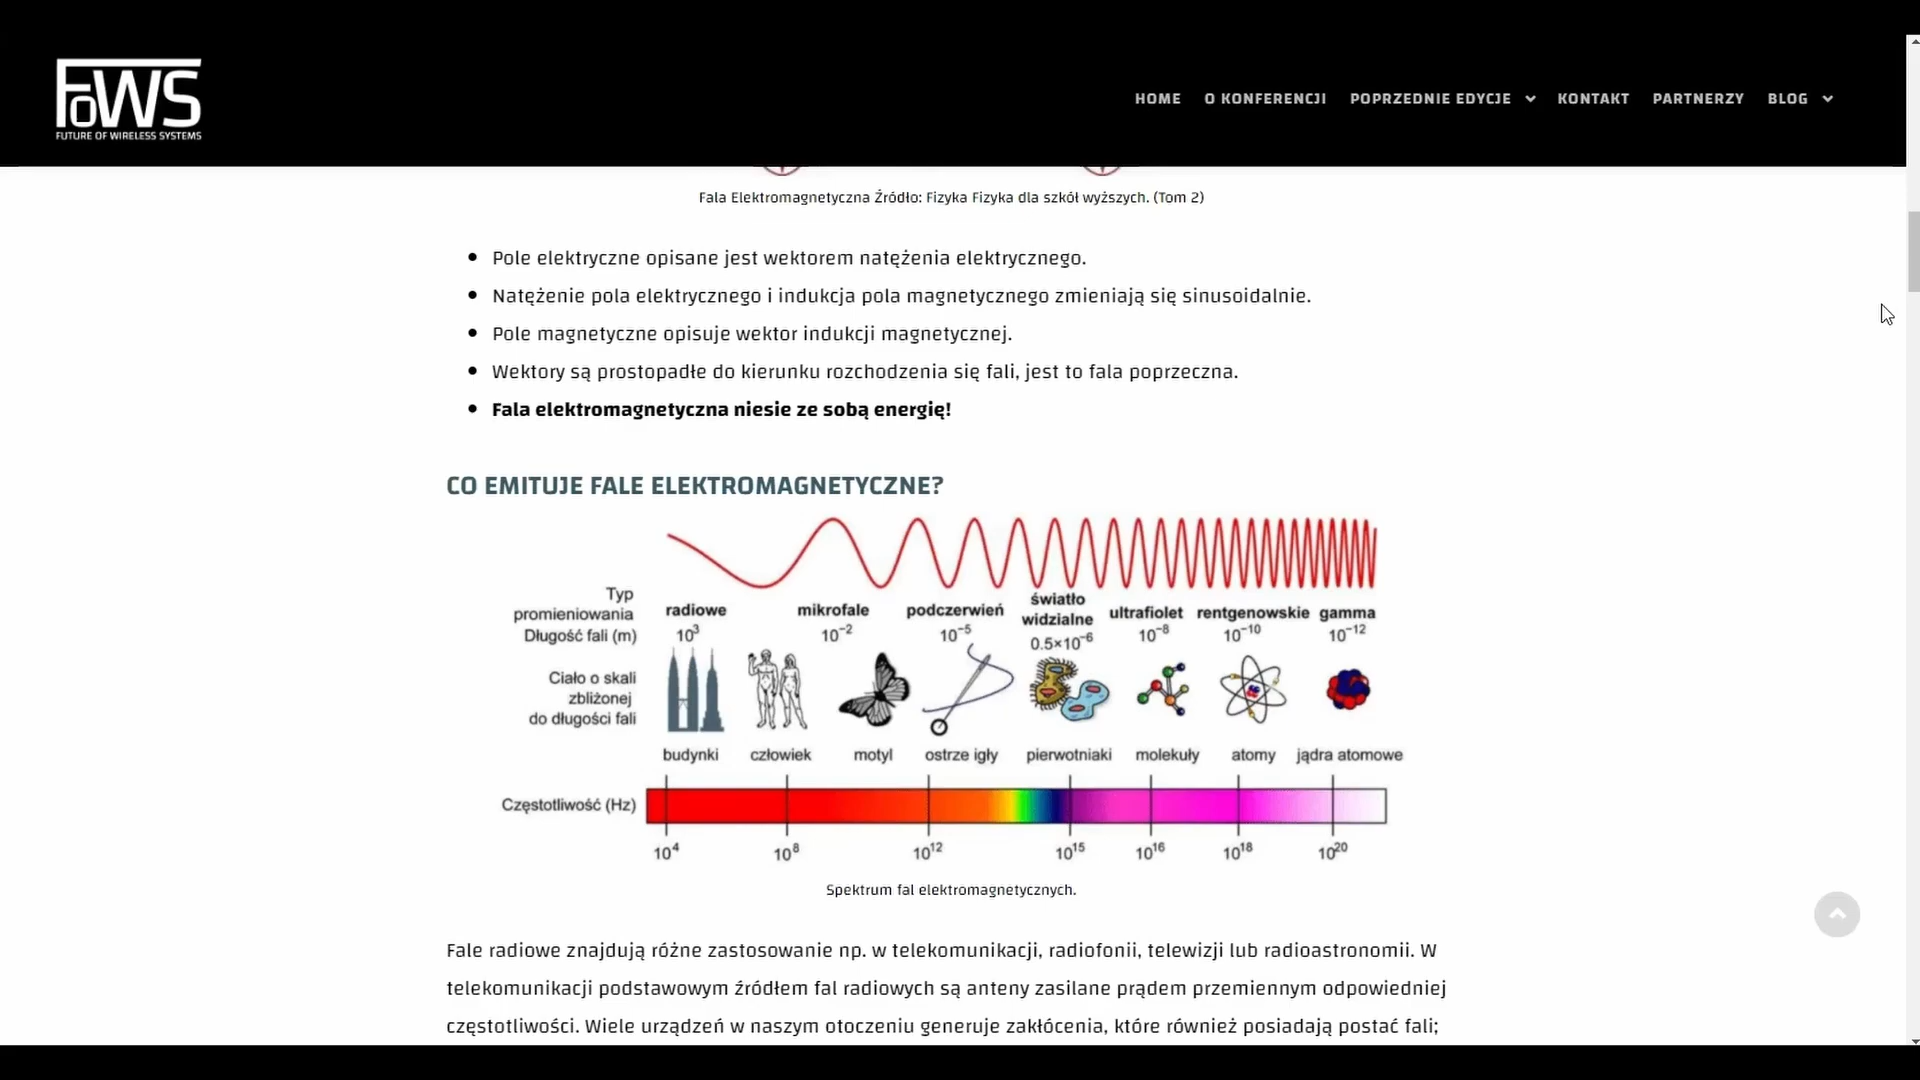 FoWS
FUTURE OF WIRELESS SYSTEMS
HOME O KONFERENCJI POPRZEDNIE EDYCJE KONTAKT PARTNERZY BLOG
Fala Elektromagnetyczna Źródło: Fizyka Fizyka dla szkół wyższych. (Tom 2)
Pole elektryczne opisane jest wektorem natężenia elektrycznego.
Natężenie pola elektrycznego i indukcja pola magnetycznego zmieniają się sinusoidalnie.
Pole magnetyczne opisuje wektor indukcji magnetycznej.
Wektory są prostopadłe do kierunku rozchodzenia się fali, jest to fala poprzeczna.
Fala elektromagnetyczna niesie ze sobą energię!
CO EMITUJE FALE ELEKTROMAGNETYCZNE?
Typ promieniowania
radiowe mikrofale podczerwień światło widzialne ultrafiolet rentgenowskie gamma
Długość fali (m) 10³ 10⁻² 10⁻⁵ 0.5×10⁻⁶ 10⁻⁸ 10⁻¹⁰ 10⁻¹²
Ciało o skali
zbliżonej
do długości fali
budynki człowiek motyl ostrze igły pierwotniaki molekuły atomy jądra atomowe
Częstotliwość (Hz)
10⁴ 10⁸ 10¹² 10¹⁵ 10¹⁶ 10¹⁸ 10²⁰
Spektrum fal elektromagnetycznych.
Fale radiowe znajdują różne zastosowanie np. w telekomunikacji, radiofonii, telewizji lub radioastronomii. W
telekomunikacji podstawowym źródłem fal radiowych są anteny zasilane prądem przemiennym odpowiedniej
częstotliwości. Wiele urządzeń w naszym otoczeniu generuje zakłócenia, które również posiadają postać fali;